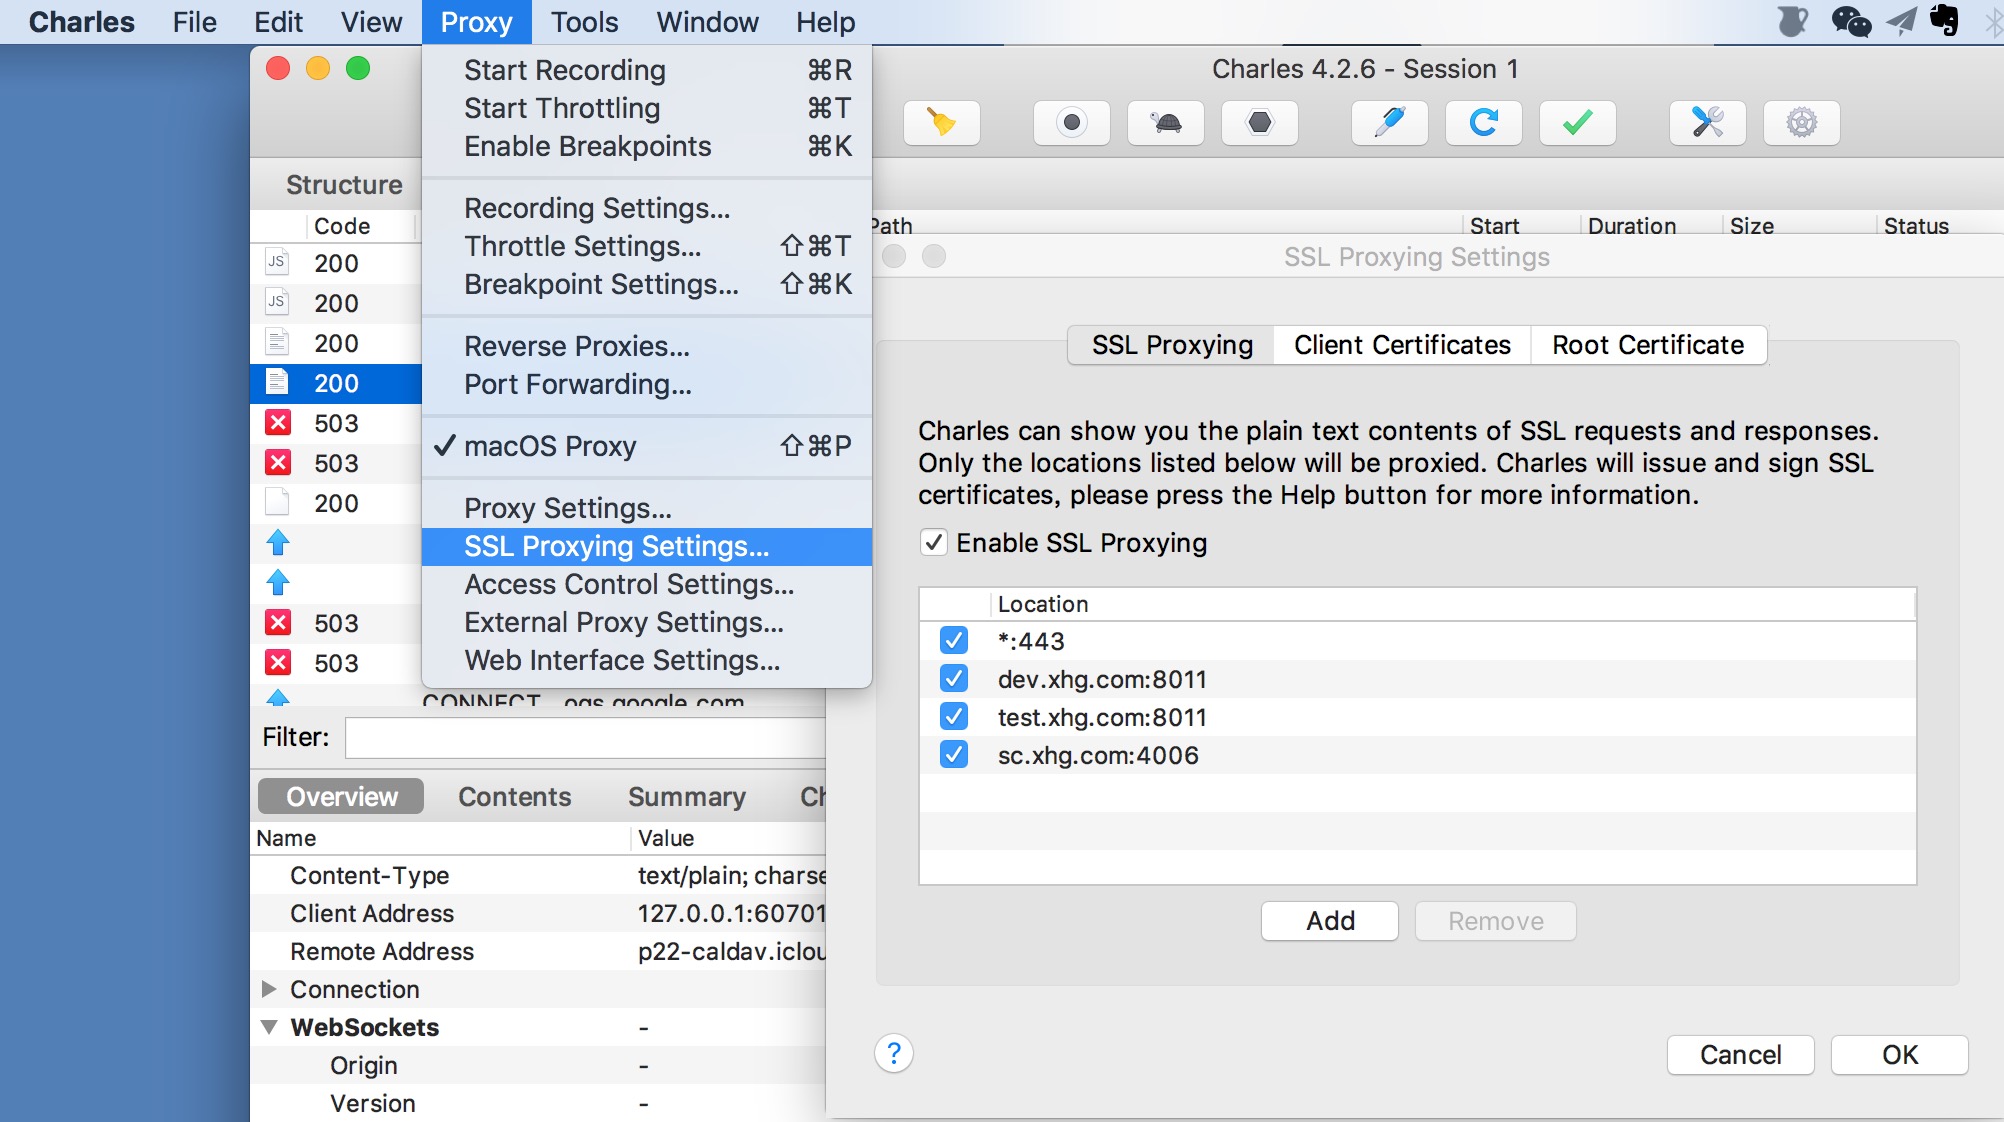 Charles File Edit View Proxy Tools Window Help
Charles 4.2.6 - Session 1
Start Recording ⌘R
Start Throttling ⌘T
Enable Breakpoints ⌘K
Recording Settings...
Throttle Settings... ⇧⌘T
Breakpoint Settings... ⇧⌘K
Reverse Proxies...
Port Forwarding...
✓ macOS Proxy ⇧⌘P
Proxy Settings...
SSL Proxying Settings...
Access Control Settings...
External Proxy Settings...
Web Interface Settings...
Structure
Code Path Start Duration Size Status
JS 200
JS 200
200
200
503
503
200
503
503
CONNECT ogs.google.com
Filter:
Overview Contents Summary Ch
Name Value
Content-Type text/plain; charse
Client Address 127.0.0.1:60701
Remote Address p22-caldav.iclou
Connection
WebSockets -
Origin -
Version -
SSL Proxying Settings
SSL Proxying Client Certificates Root Certificate
Charles can show you the plain text contents of SSL requests and responses.
Only the locations listed below will be proxied. Charles will issue and sign SSL
certificates, please press the Help button for more information.
Enable SSL Proxying
Location
*:443
dev.xhg.com:8011
test.xhg.com:8011
sc.xhg.com:4006
Add Remove
? Cancel OK